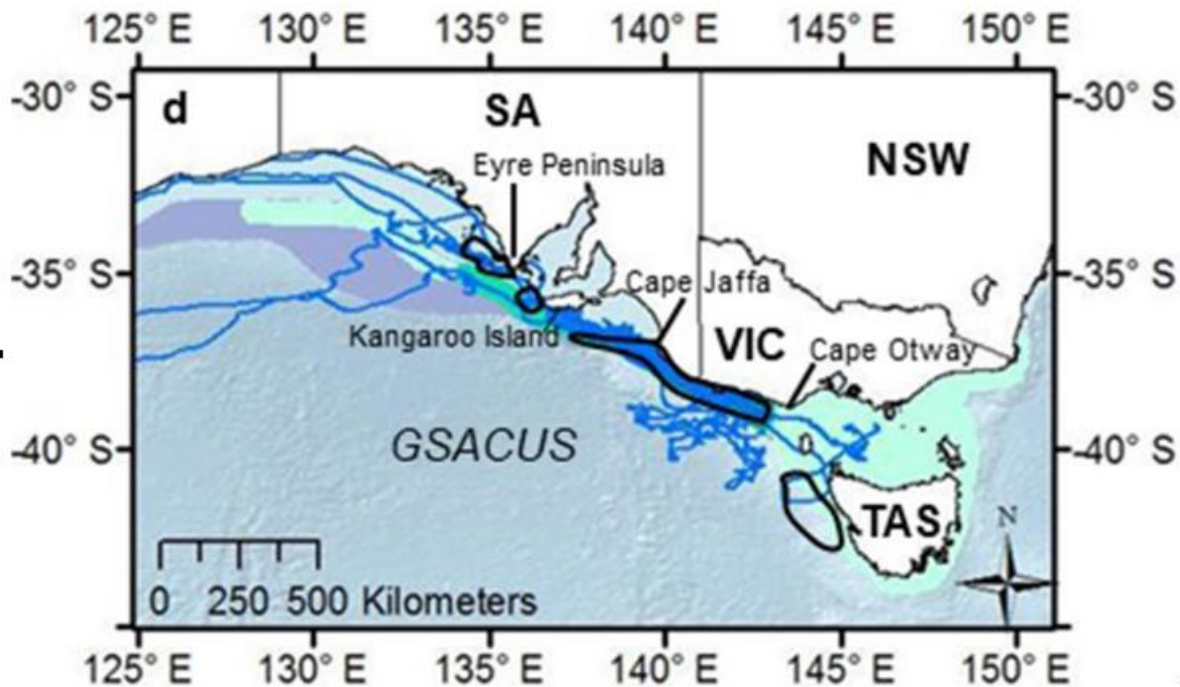 125° E 130° E 135° E 140° E 145° E 150° E
-30° S -30° S
d SA
Eyre Peninsula NSW
-35° S -35° S
Cape Jaffa
Kangaroo Island VIC Cape Otway
-40° S GSACUS -40° S
TAS N
0 250 500 Kilometers
125° E 130° E 135° E 140° E 145° E 150° E